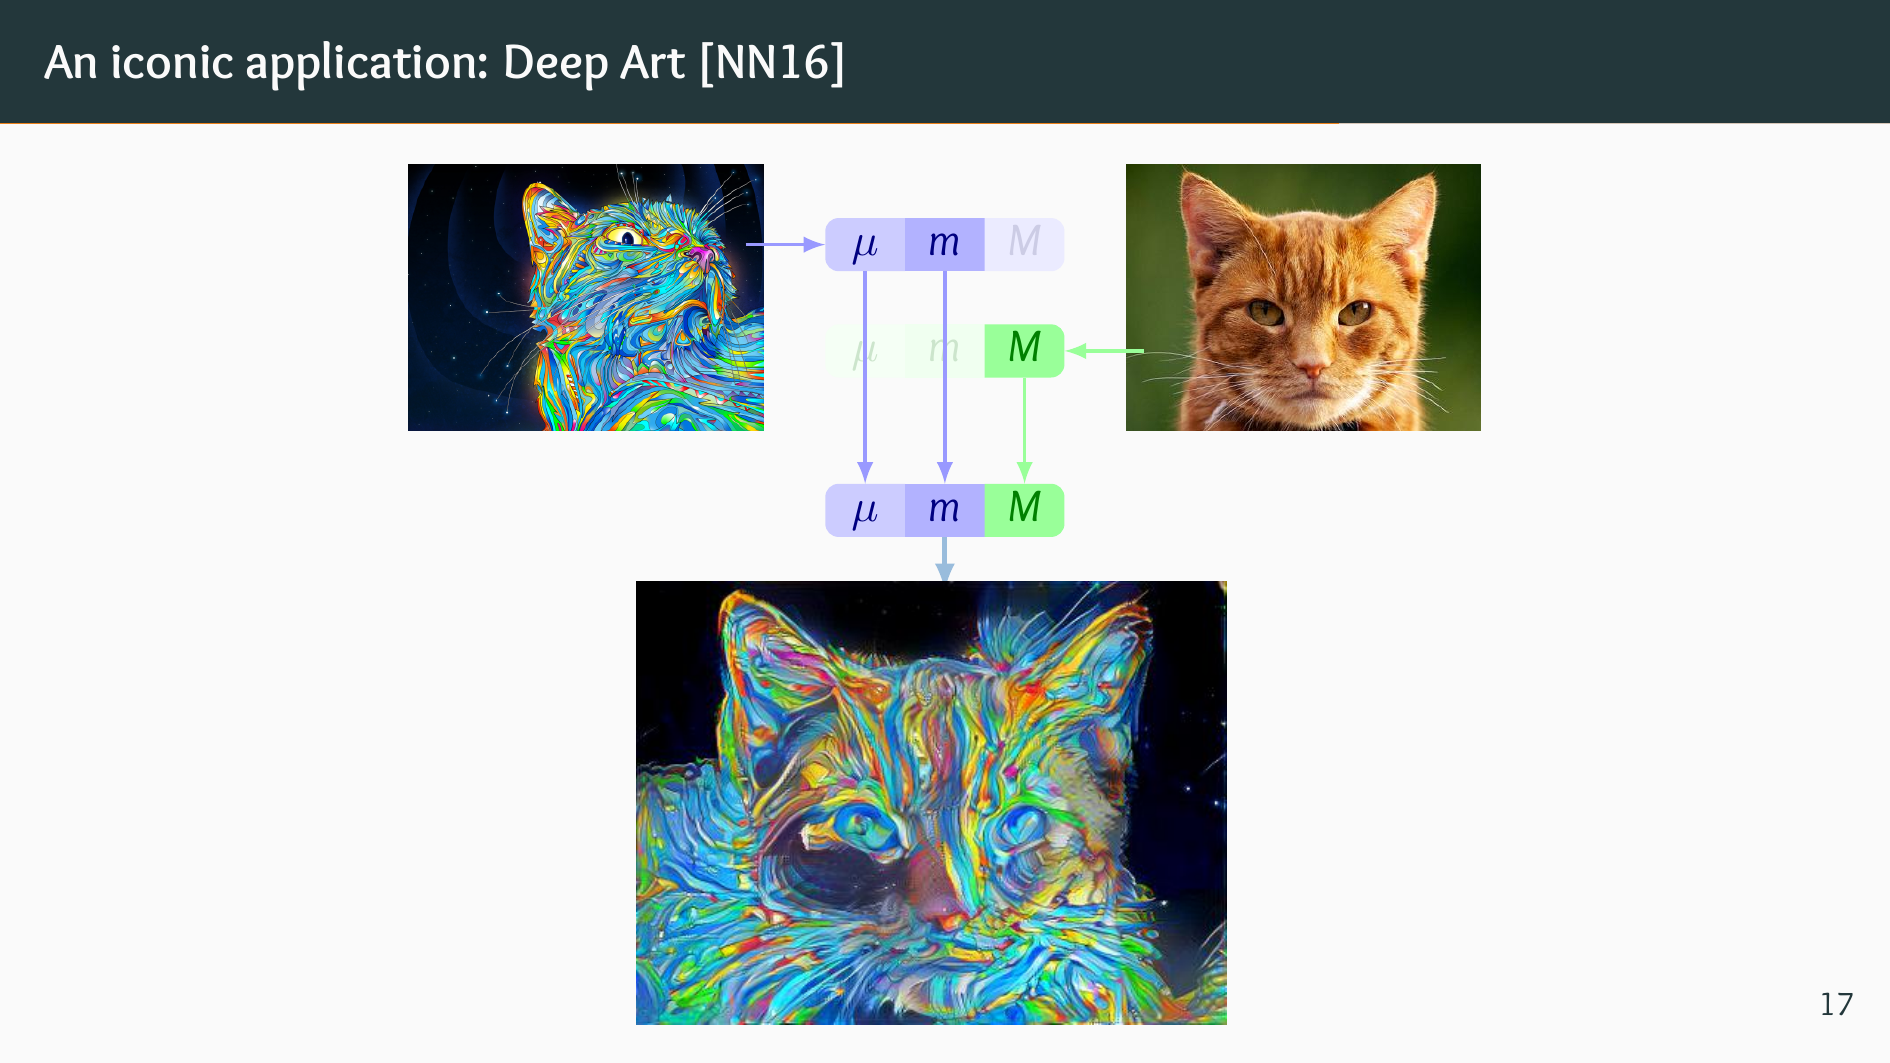 An iconic application: Deep Art [NN16]
μ m M
μ m M
μ m M
17